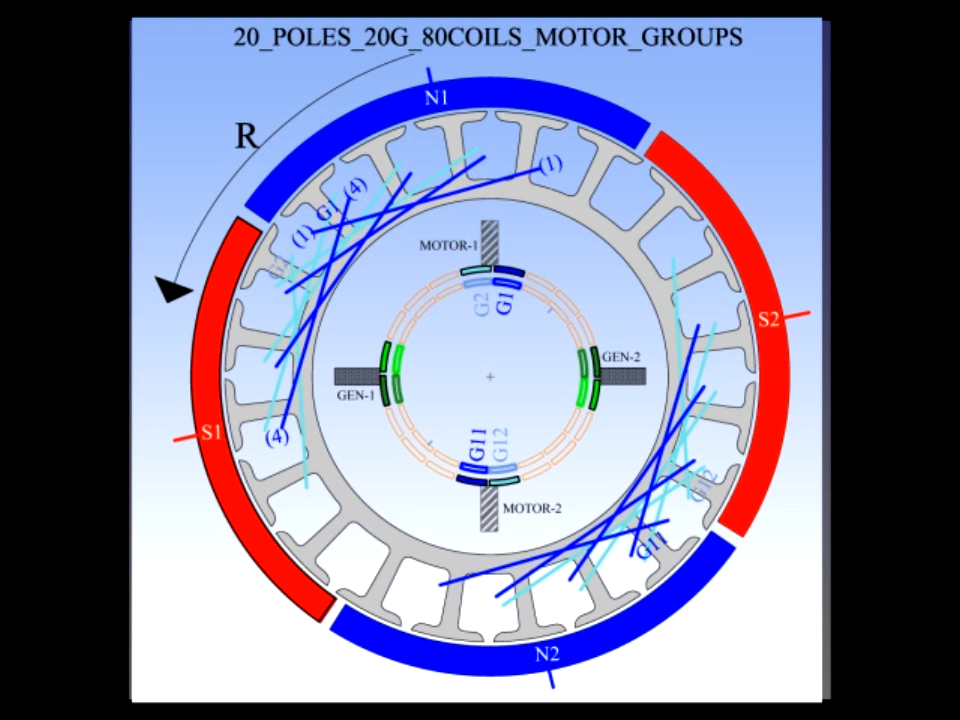 20_POLES_20G_80COILS_MOTOR_GROUPS
N1
R
(1)
(4)
G1
(1)
MOTOR-1
G2
G1
S2
GEN-2
GEN-1
S1
(4)
G11
G12
G12
MOTOR-2
G11
N2